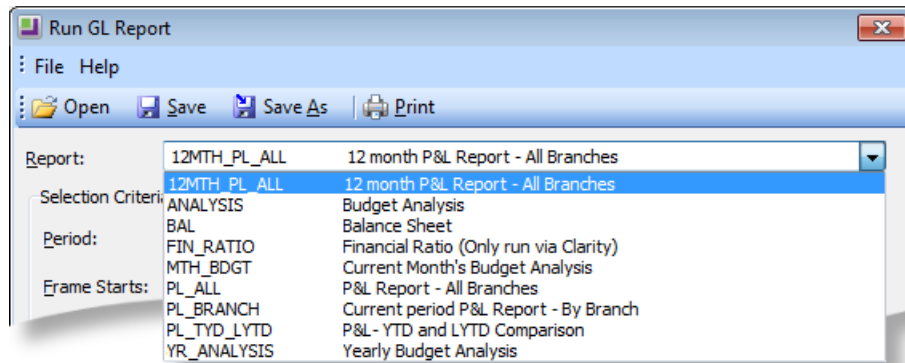 Run GL Report
File Help
Open Save Save As Print
Report: 12MTH_PL_ALL 12 month P&L Report - All Branches
12MTH_PL_ALL 12 month P&L Report - All Branches
Selection Criteri
ANALYSIS Budget Analysis
BAL Balance Sheet
Period:
FIN_RATIO Financial Ratio (Only run via Clarity)
MTH_BDGT Current Month's Budget Analysis
Frame Starts:
PL_ALL P&L Report - All Branches
PL_BRANCH Current period P&L Report - By Branch
PL_TYD_LYTD P&L- YTD and LYTD Comparison
YR_ANALYSIS Yearly Budget Analysis